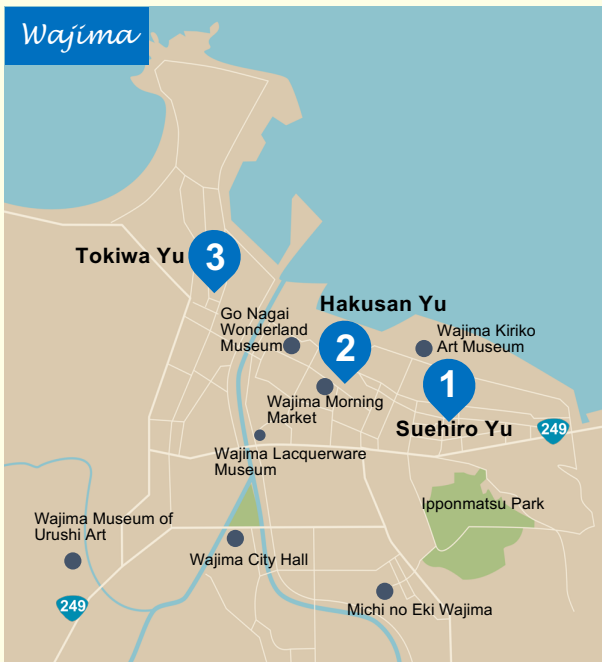 Wajima
Tokiwa Yu
3
Hakusan Yu
Go Nagai
Wonderland
Museum
2
Wajima Kiriko
Art Museum
1
Wajima Morning
Market
Suehiro Yu
249
Wajima Lacquerware
Museum
Ipponmatsu Park
Wajima Museum of
Urushi Art
Wajima City Hall
249
Michi no Eki Wajima